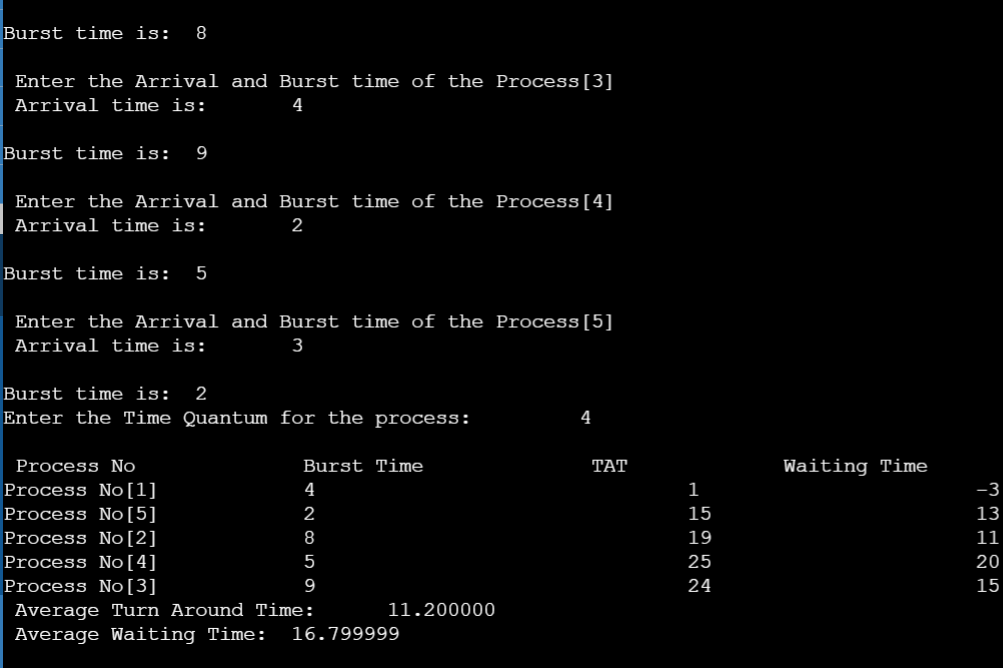 Burst time is: 8
Enter the Arrival and Burst time of the Process[3]
Arrival time is: 4
Burst time is: 9
Enter the Arrival and Burst time of the Process[4]
Arrival time is: 2
Burst time is: 5
Enter the Arrival and Burst time of the Process[5]
Arrival time is: 3
Burst time is: 2
Enter the Time Quantum for the process: 4
Process No Burst Time TAT Waiting Time
Process No[1] 4 1 -3
Process No[5] 2 15 13
Process No[2] 8 19 11
Process No[4] 5 25 20
Process No[3] 9 24 15
Average Turn Around Time: 11.200000
Average Waiting Time: 16.799999